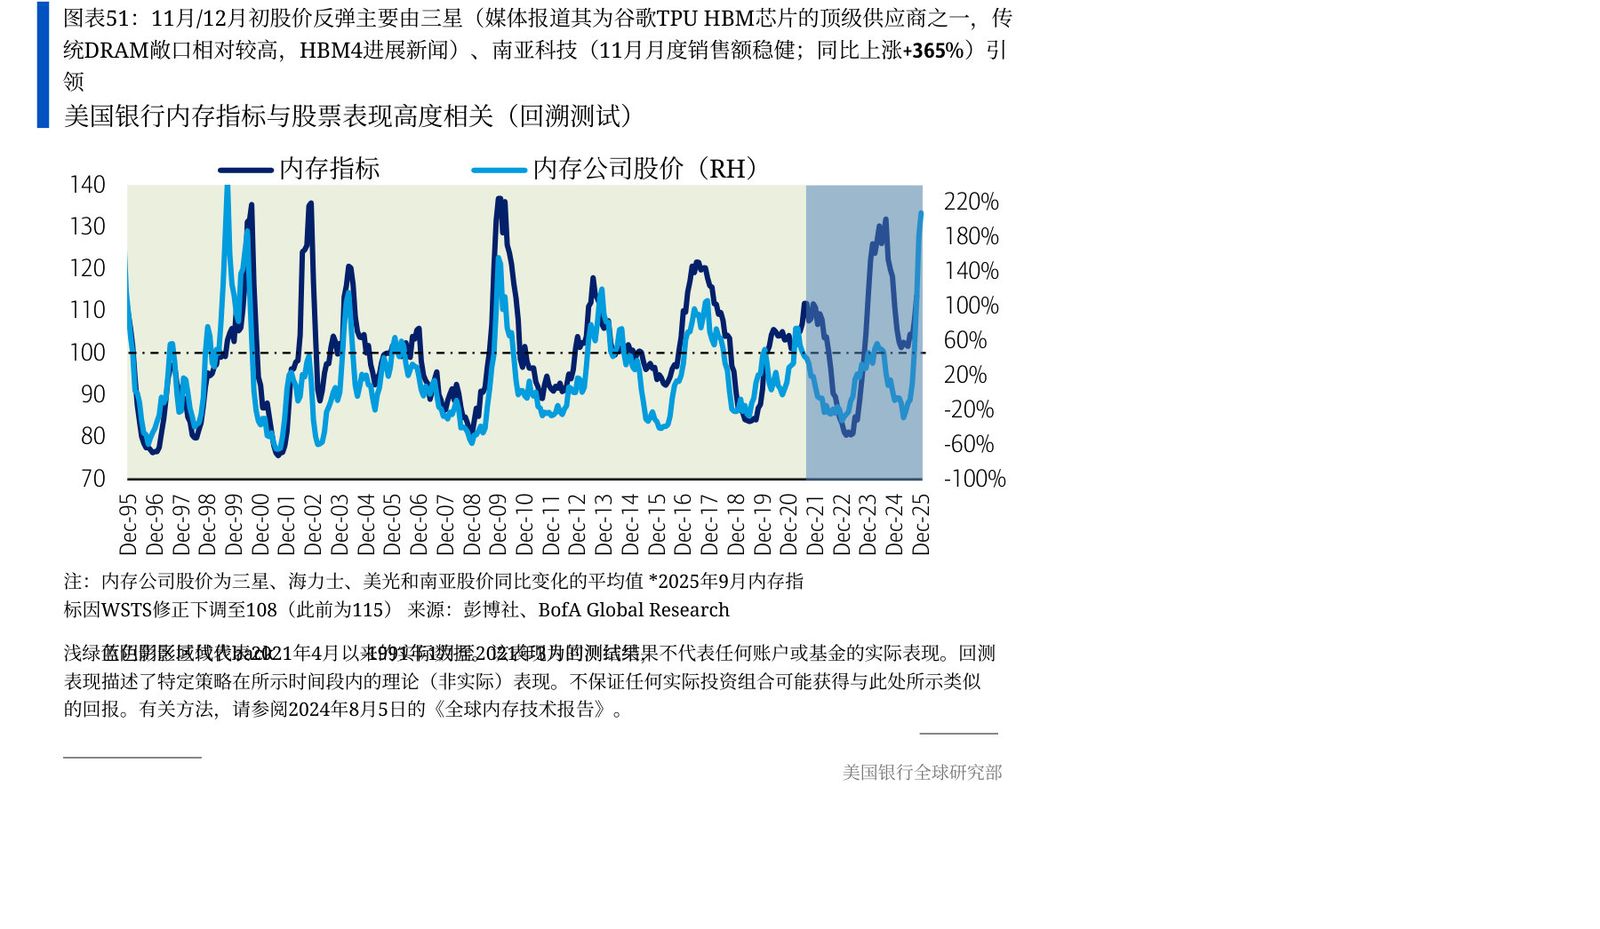 图表51：11月/12月初股价反弹主要由三星（媒体报道其为谷歌TPU HBM芯片的顶级供应商之一，传
统DRAM敞口相对较高，HBM4进展新闻）、南亚科技（11月月度销售额稳健；同比上涨+365%）引
领
美国银行内存指标与股票表现高度相关（回溯测试）
内存指标 内存公司股价（RH）
140
130
120
110
100
90
80
70
220%
180%
140%
100%
60%
20%
-20%
-60%
-100%
Dec-95
Dec-96
Dec-97
Dec-98
Dec-99
Dec-00
Dec-01
Dec-02
Dec-03
Dec-04
Dec-05
Dec-06
Dec-07
Dec-08
Dec-09
Dec-10
Dec-11
Dec-12
Dec-13
Dec-14
Dec-15
Dec-16
Dec-17
Dec-18
Dec-19
Dec-20
Dec-21
Dec-22
Dec-23
Dec-24
Dec-25
注：内存公司股价为三星、海力士、美光和南亚股价同比变化的平均值 *2025年9月内存指
标因WSTS修正下调至108（此前为115） 来源：彭博社、BofA Global Research
果不代表任何账户或基金的实际表现。回测
表现描述了特定策略在所示时间段内的理论（非实际）表现。不保证任何实际投资组合可能获得与此处所示类似
的回报。有关方法，请参阅2024年8月5日的《全球内存技术报告》。
美国银行全球研究部